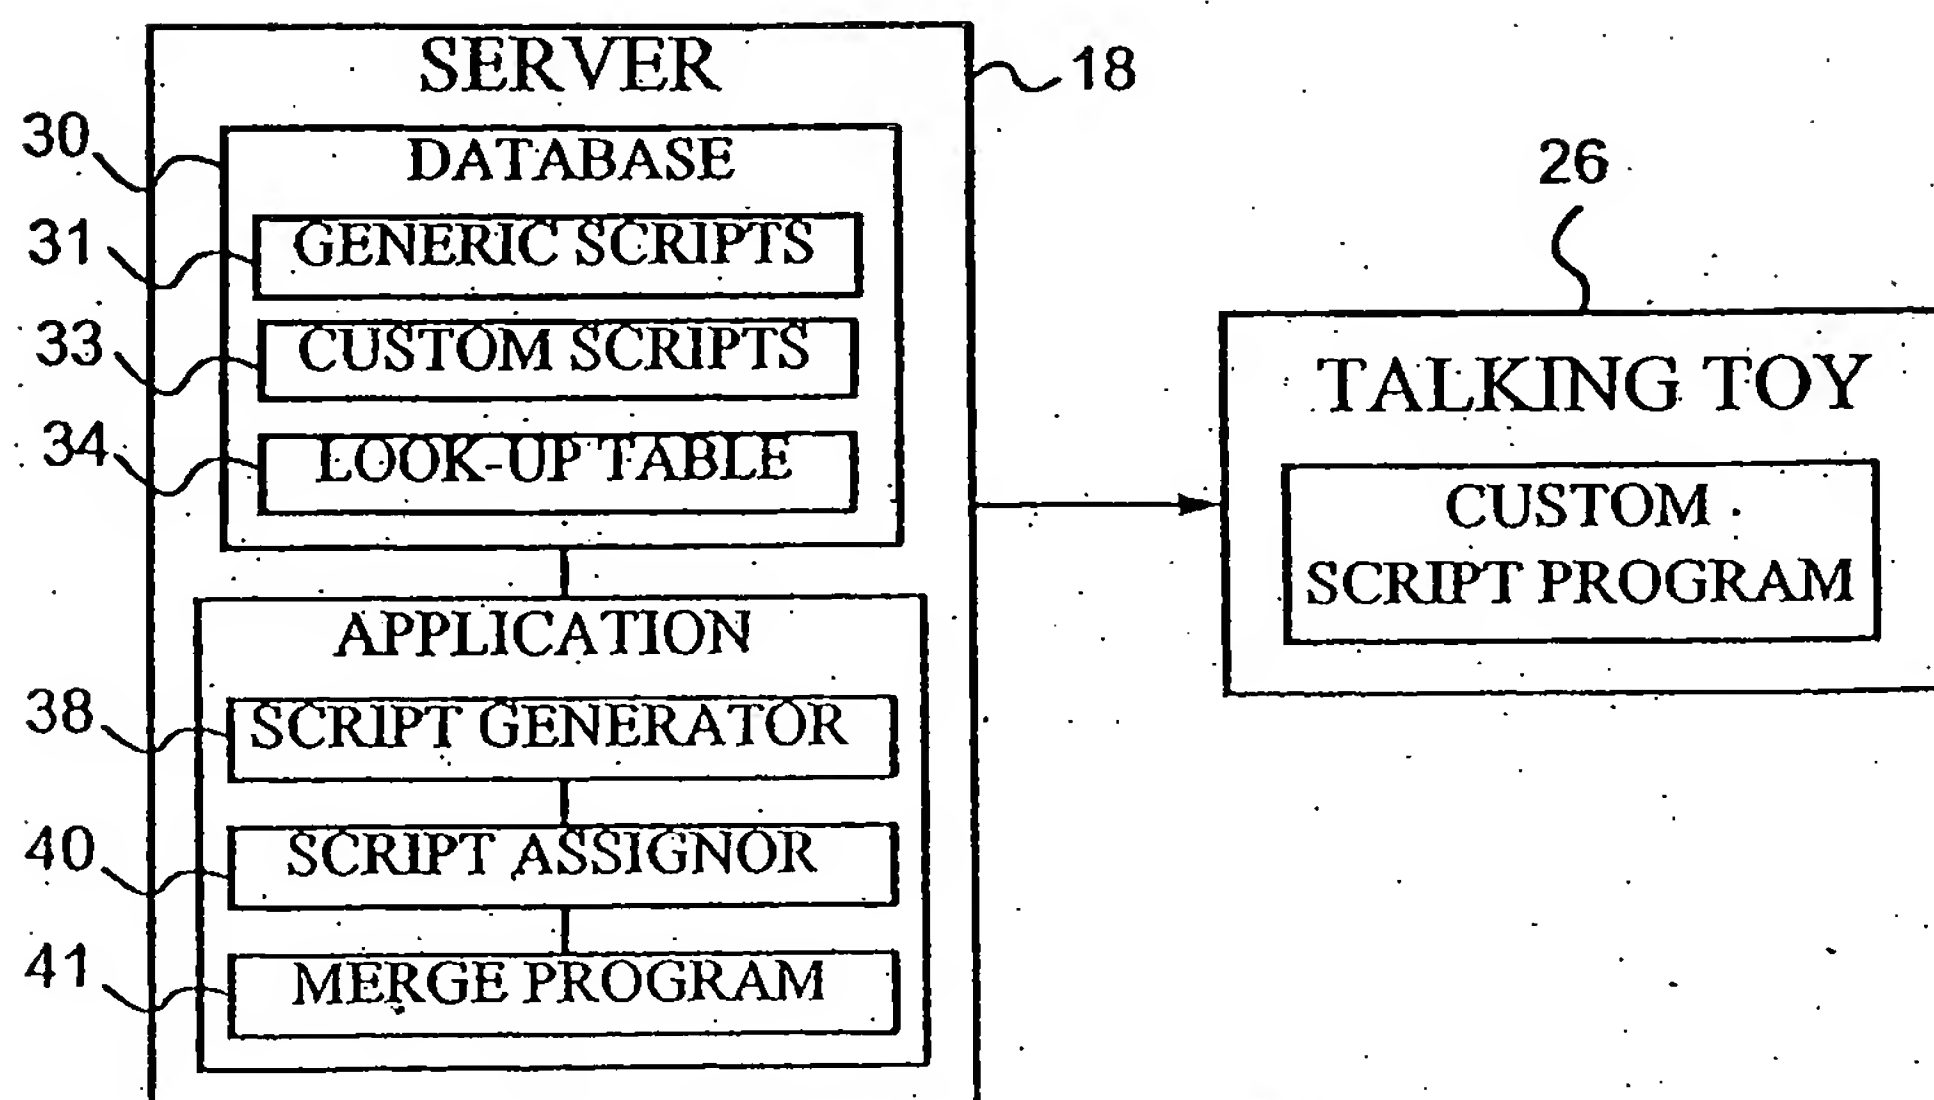 SERVER
18
30
DATABASE
31
GENERIC SCRIPTS
33
CUSTOM SCRIPTS
34
LOOK-UP TABLE
APPLICATION
38
SCRIPT GENERATOR
40
SCRIPT ASSIGNOR
41
MERGE PROGRAM
26
TALKING TOY
CUSTOM
SCRIPT PROGRAM